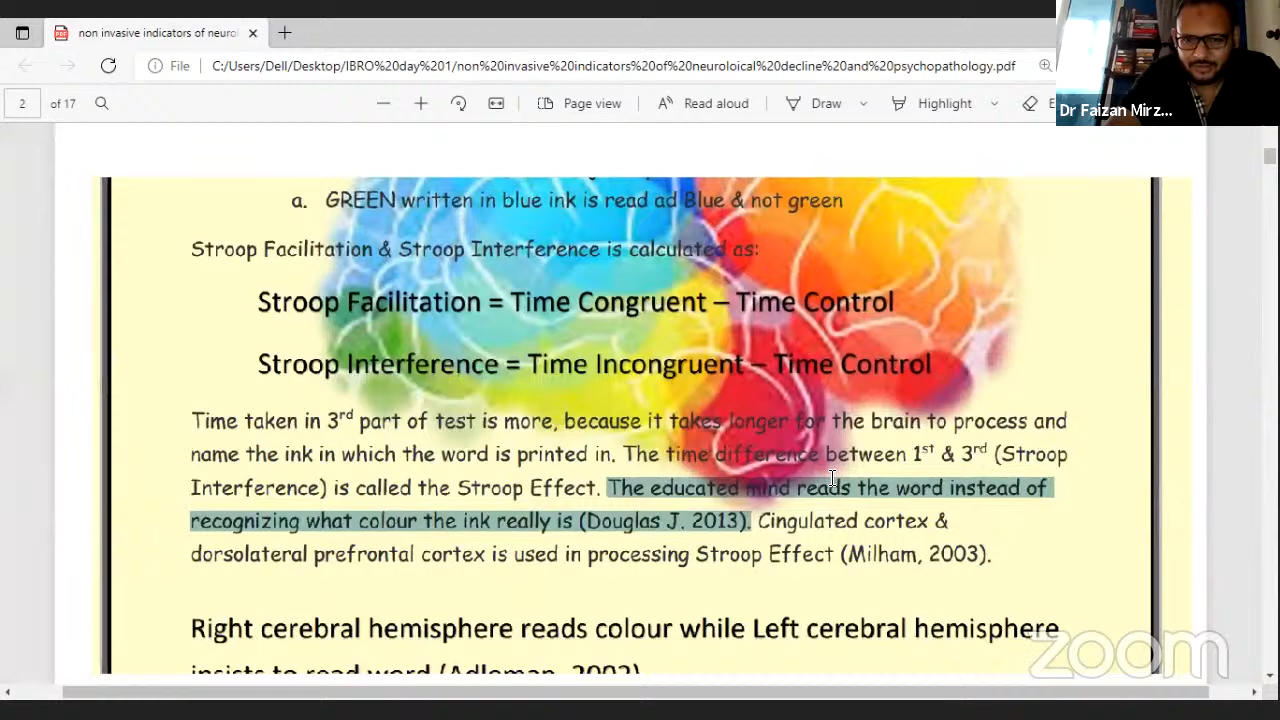 non invasive indicators of neurol
File
C:/Users/Dell/Desktop/IBRO%20day%201/non%20invasive%20indicators%20of%20neuroloical%20decline%20and%20psychopathology.pdf
2 of 17
Page view
Read aloud
Draw
Highlight
Dr Faizan Mirz...
a. GREEN written in blue ink is read ad Blue & not green
Stroop Facilitation & Stroop Interference is calculated as:
Stroop Facilitation = Time Congruent – Time Control
Stroop Interference = Time Incongruent – Time Control
Time taken in 3rd part of test is more, because it takes longer for the brain to process and
name the ink in which the word is printed in. The time difference between 1st & 3rd (Stroop
Interference) is called the Stroop Effect. The educated mind reads the word instead of
recognizing what colour the ink really is (Douglas J. 2013). Cingulated cortex &
dorsolateral prefrontal cortex is used in processing Stroop Effect (Milham, 2003).
Right cerebral hemisphere reads colour while Left cerebral hemisphere
insists to read word (Adleman, 2002)
zoom